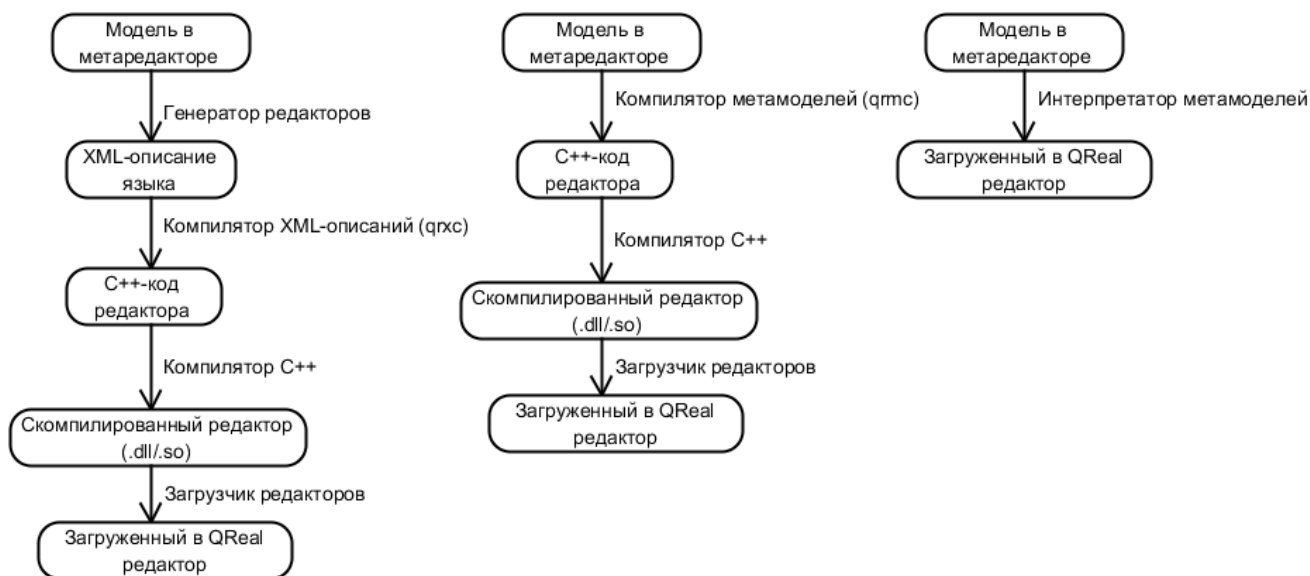 Модель в
метаредакторе
Генератор редакторов
XML-описание
языка
Компилятор XML-описаний (qrxc)
C++-код
редактора
Компилятор C++
Скомпилированный редактор
(.dll/.so)
Загрузчик редакторов
Загруженный в QReal
редактор
Модель в
метаредакторе
Компилятор метамоделей (qrmc)
C++-код
редактора
Компилятор C++
Скомпилированный редактор
(.dll/.so)
Загрузчик редакторов
Загруженный в QReal
редактор
Модель в
метаредакторе
Интерпретатор метамоделей
Загруженный в QReal
редактор